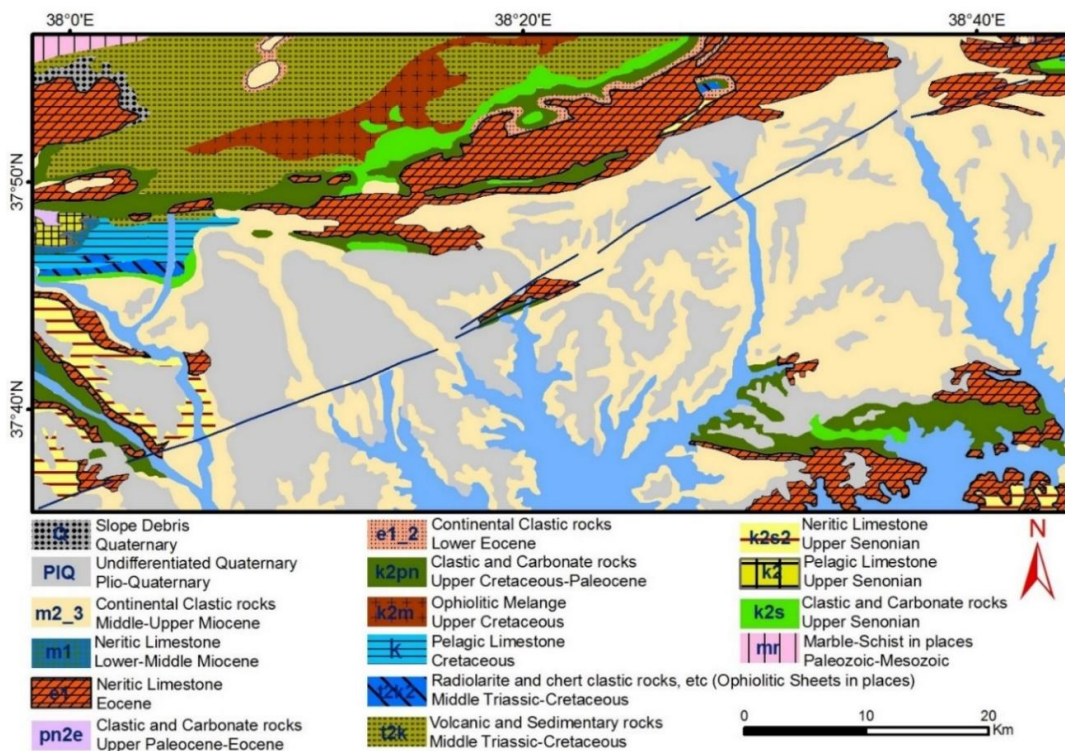 38°0'E 38°20'E 38°40'E
37°50'N
37°40'N
Q Slope Debris
Quaternary
PlQ Undifferentiated Quaternary
Plio-Quaternary
m2_3 Continental Clastic rocks
Middle-Upper Miocene
m1 Neritic Limestone
Lower-Middle Miocene
e1 Neritic Limestone
Eocene
pn2e Clastic and Carbonate rocks
Upper Paleocene-Eocene
e1_2 Continental Clastic rocks
Lower Eocene
k2pn Clastic and Carbonate rocks
Upper Cretaceous-Paleocene
k2m Ophiolitic Melange
Upper Cretaceous
k Pelagic Limestone
Cretaceous
t2k2 Radiolarite and chert clastic rocks, etc (Ophiolitic Sheets in places)
Middle Triassic-Cretaceous
t2k Volcanic and Sedimentary rocks
Middle Triassic-Cretaceous
k2s2 Neritic Limestone
Upper Senonian
k2 Pelagic Limestone
Upper Senonian
k2s Clastic and Carbonate rocks
Upper Senonian
mr Marble-Schist in places
Paleozoic-Mesozoic
N
0 10 20
Km